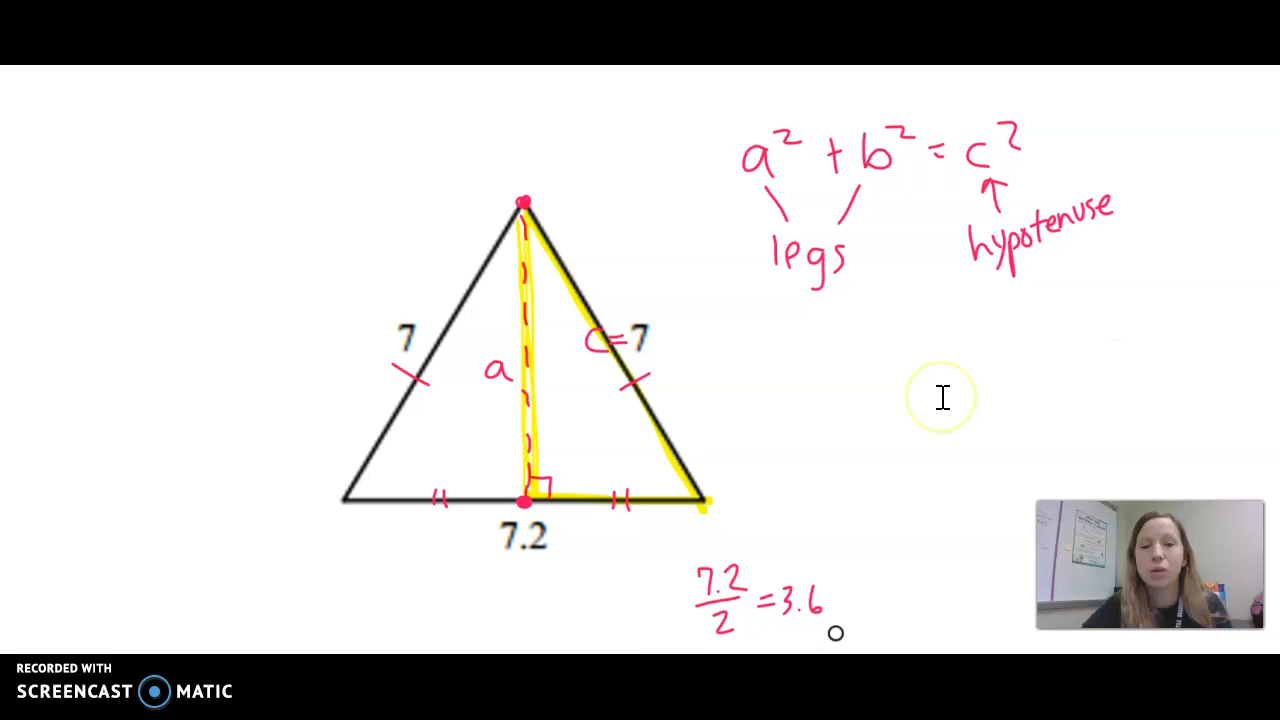 a² + b² = c²
legs
hypotenuse
7
c = 7
a
7.2
7.2/2 = 3.6
RECORDED WITH
SCREENCAST MATIC